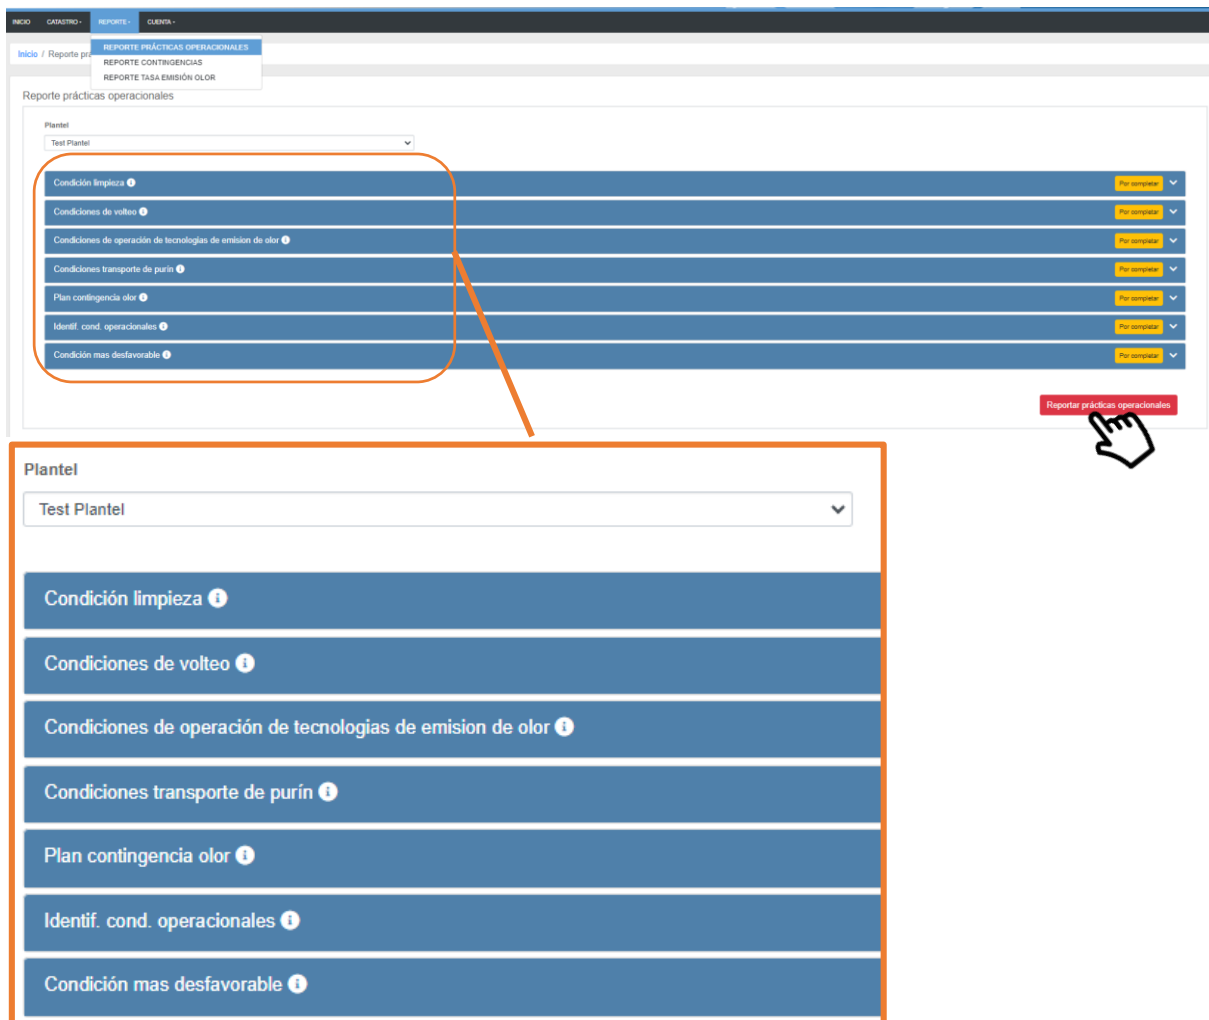 INICIO CATASTRO REPORTE CUENTA
REPORTE PRÁCTICAS OPERACIONALES
Inicio / Reporte prá
REPORTE CONTINGENCIAS
REPORTE TASA EMISIÓN OLOR
Reporte prácticas operacionales
Plantel
Test Plantel
Condición limpieza Por completar
Condiciones de volteo Por completar
Condiciones de operación de tecnologias de emision de olor Por completar
Condiciones transporte de purín Por completar
Plan contingencia olor Por completar
Identif. cond. operacionales Por completar
Condición mas desfavorable Por completar
Reportar prácticas operacionales
Plantel
Test Plantel
Condición limpieza
Condiciones de volteo
Condiciones de operación de tecnologias de emision de olor
Condiciones transporte de purín
Plan contingencia olor
Identif. cond. operacionales
Condición mas desfavorable